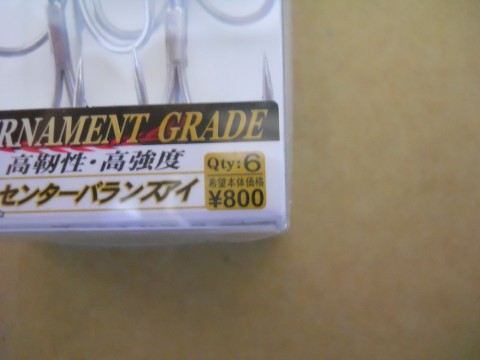 RNAMENT GRADE
高靭性・高強度
Qty: 6
センターバランスアイ
希望本体価格
¥800